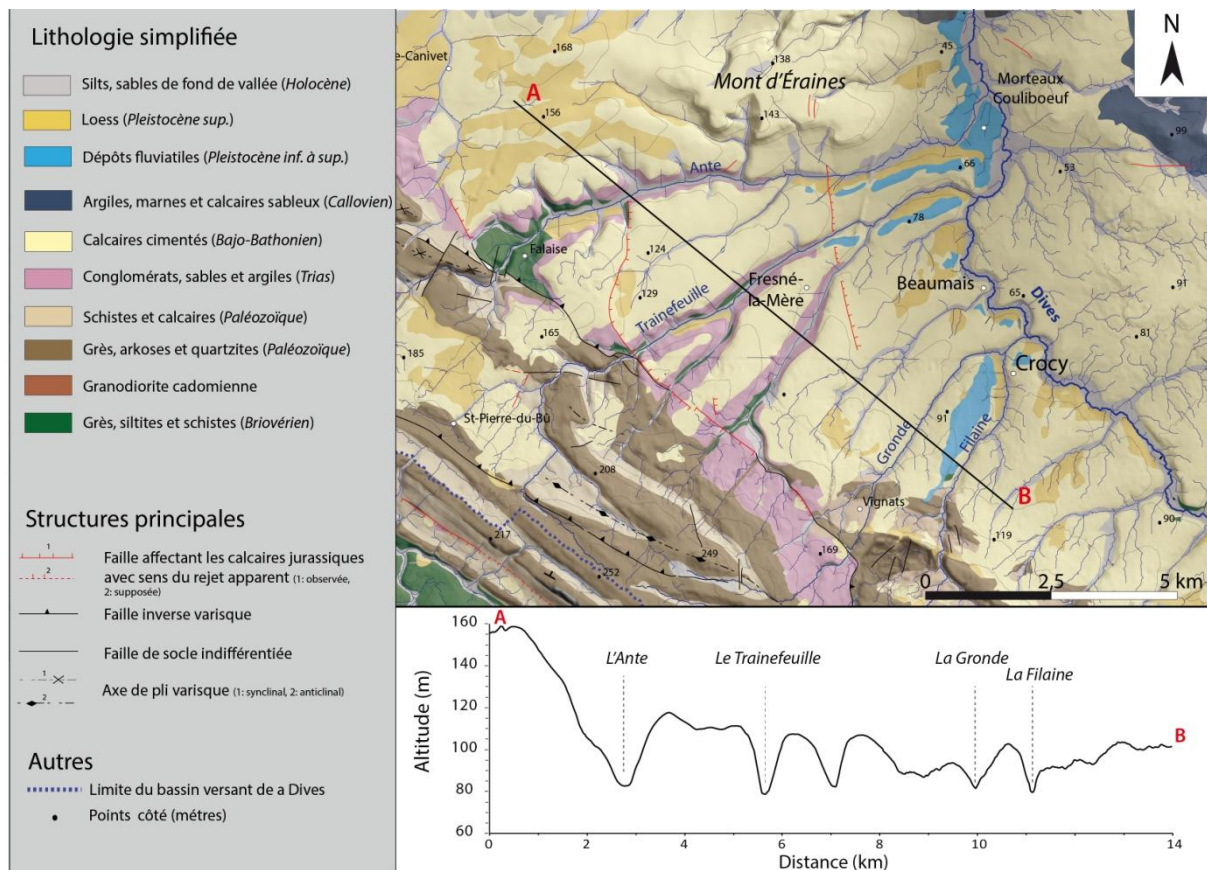 Lithologie simplifiée
Silts, sables de fond de vallée (Holocène)
Loess (Pleistocène sup.)
Dépôts fluviatiles (Pleistocène inf. à sup.)
Argiles, marnes et calcaires sableux (Callovien)
Calcaires cimentés (Bajo-Bathonien)
Conglomérats, sables et argiles (Trias)
Schistes et calcaires (Paléozoïque)
Grès, arkoses et quartzites (Paléozoïque)
Granodiorite cadomienne
Grès, siltites et schistes (Briovérien)
Structures principales
1
Faille affectant les calcaires jurassiques
2
avec sens du rejet apparent (1: observée,
2: supposée)
Faille inverse varisque
Faille de socle indifférentiée
1
2
Axe de pli varisque (1: synclinal, 2: anticlinal)
Autres
Limite du bassin versant de a Dives
Points côté (métres)
N
e-Canivet
168
138
45
Mont d'Éraines
Morteaux
Couliboeuf
A
156
143
99
Ante
66
53
78
Falaise
124
Fresné-
la-Mère
129
Trainefeuille
Beaumais
65
Dives
91
165
81
185
Crocy
St-Pierre-du-Bû
91
Gronde
Filaine
208
B
Vignats
90
217
119
249
169
252
0
2,5
5 km
160
A
140
120
100
80
60
Altitude (m)
L'Ante
Le Trainefeuille
La Gronde
La Filaine
B
0
2
4
6
8
10
12
14
Distance (km)